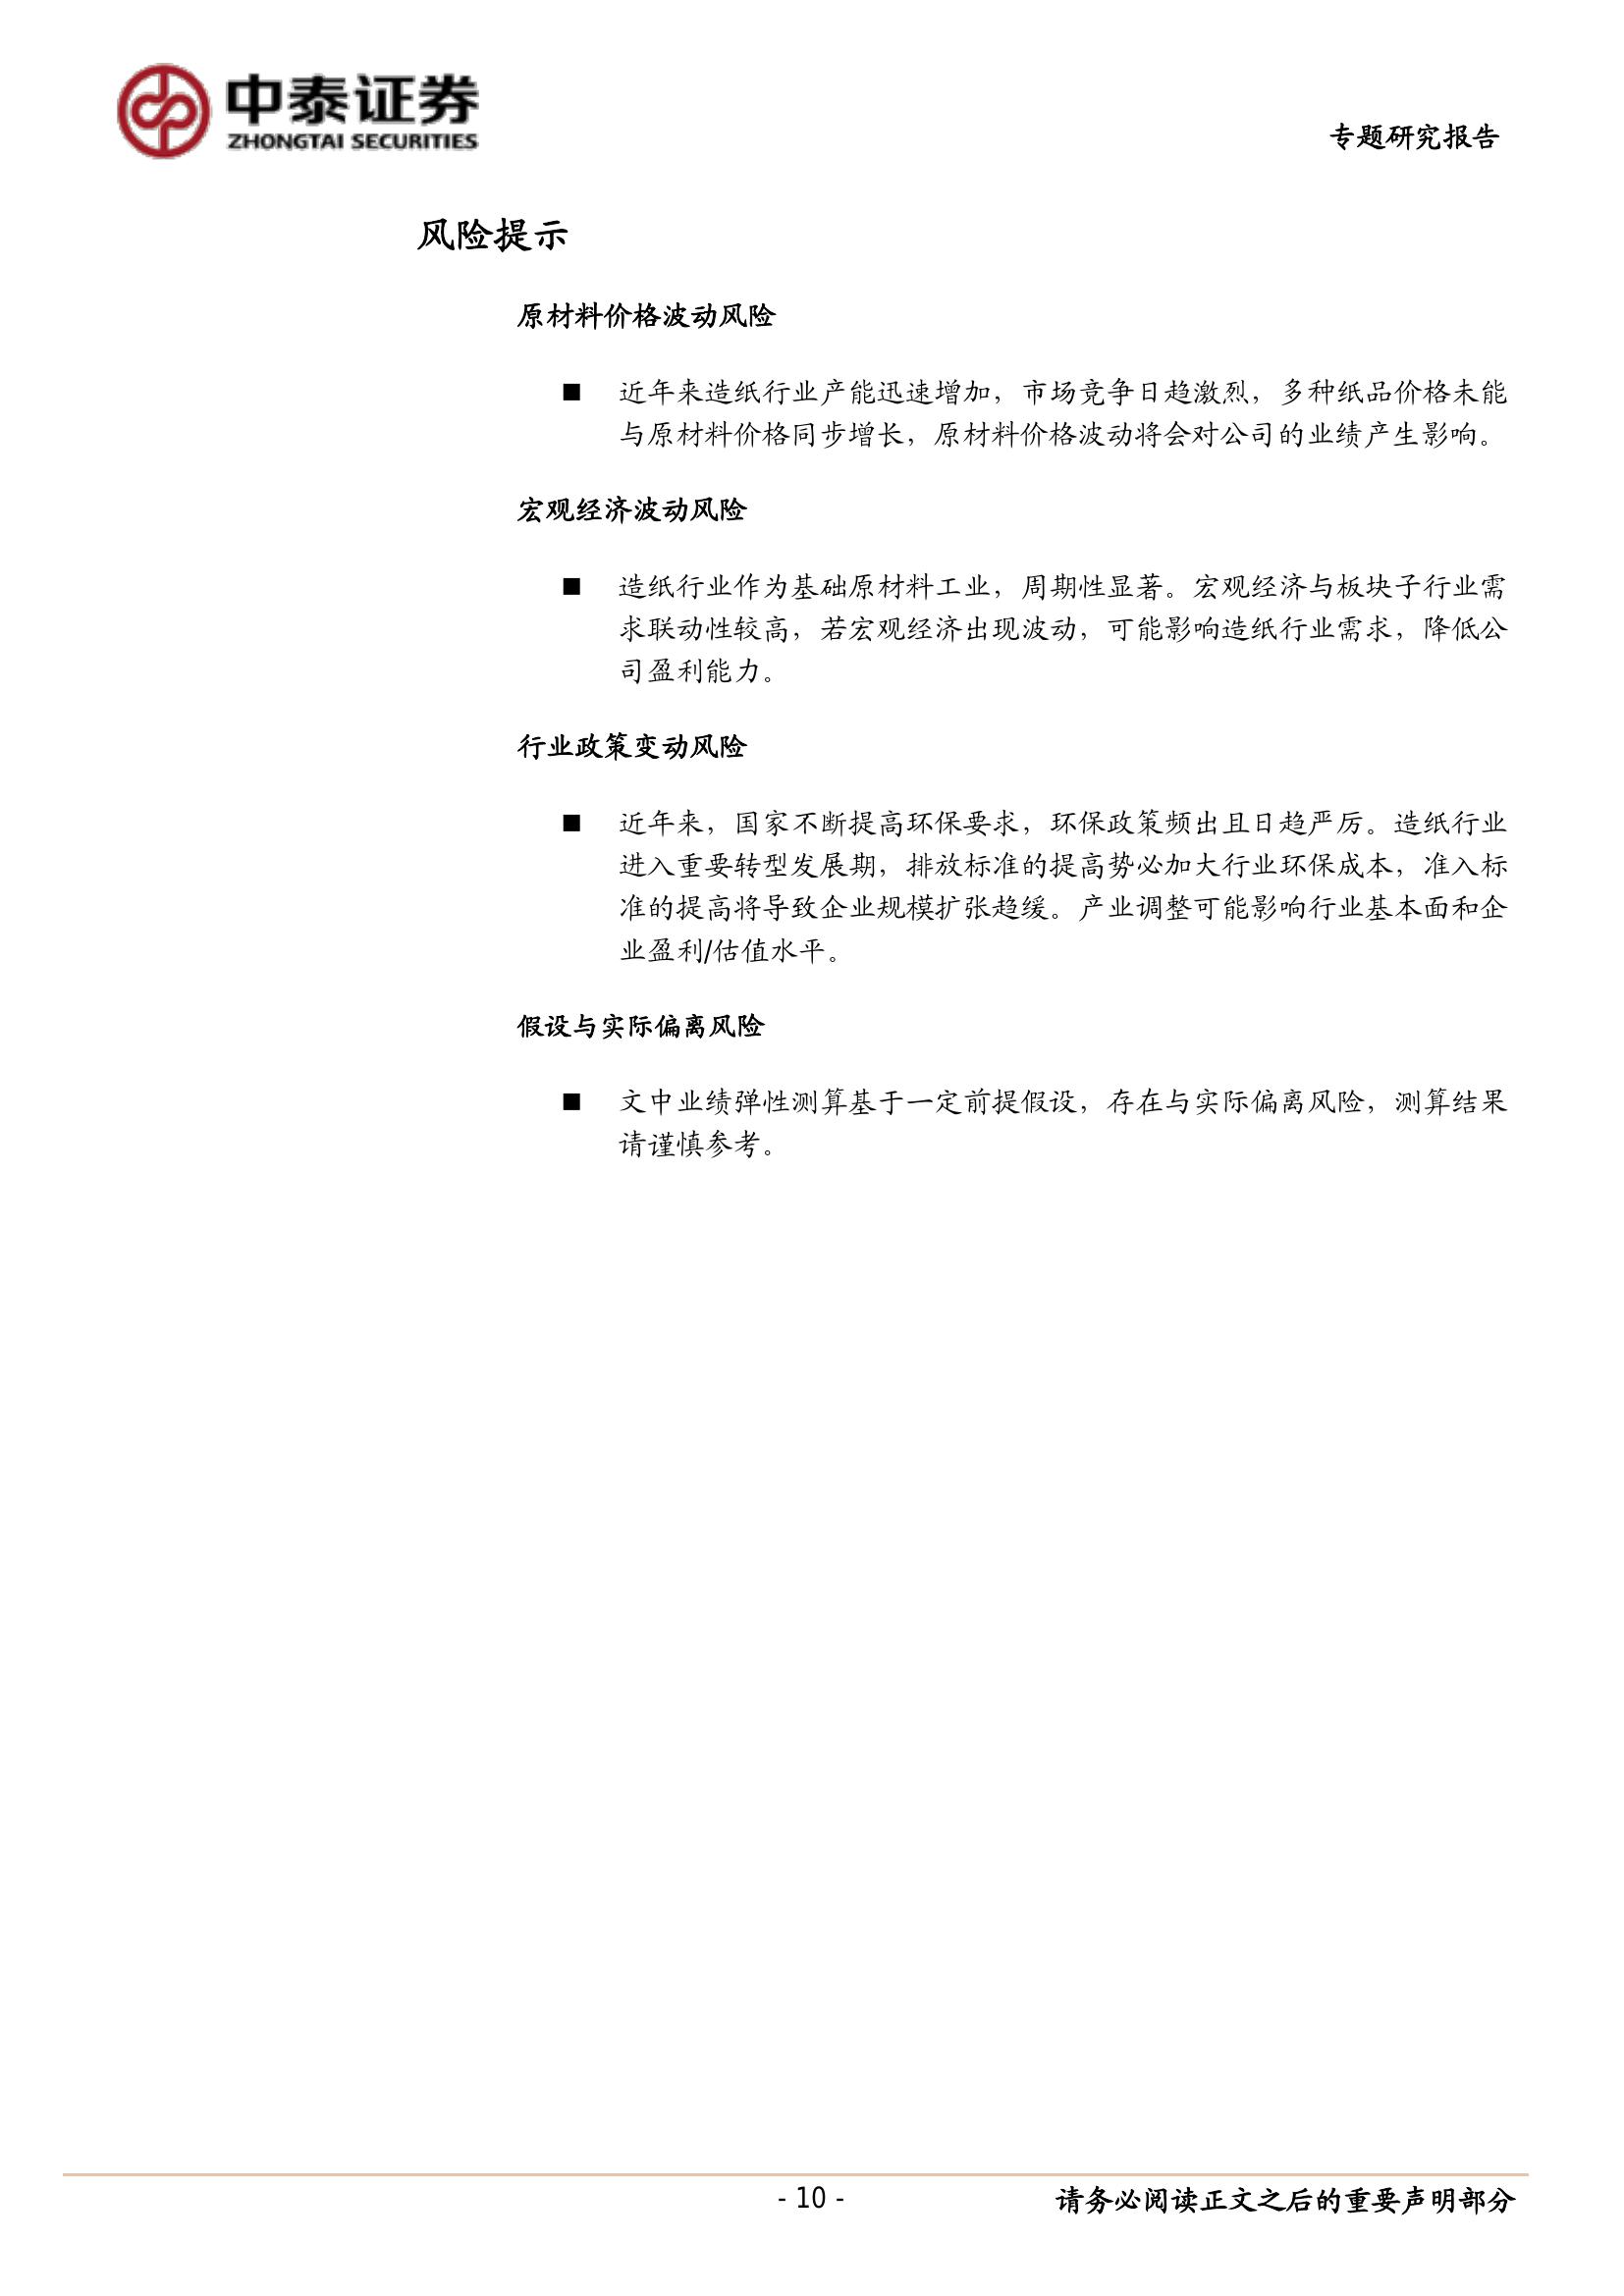 中泰证券
ZHONGTAI SECURITIES
专题研究报告
风险提示
原材料价格波动风险
■ 近年来造纸行业产能迅速增加，市场竞争日趋激烈，多种纸品价格未能
与原材料价格同步增长，原材料价格波动将会对公司的业绩产生影响。
宏观经济波动风险
■ 造纸行业作为基础原材料工业，周期性显著。宏观经济与板块子行业需
求联动性较高，若宏观经济出现波动，可能影响造纸行业需求，降低公
司盈利能力。
行业政策变动风险
■ 近年来，国家不断提高环保要求，环保政策频出且日趋严厉。造纸行业
进入重要转型发展期，排放标准的提高势必加大行业环保成本，准入标
准的提高将导致企业规模扩张趋缓。产业调整可能影响行业基本面和企
业盈利/估值水平。
假设与实际偏离风险
■ 文中业绩弹性测算基于一定前提假设，存在与实际偏离风险，测算结果
请谨慎参考。
- 10 -
请务必阅读正文之后的重要声明部分